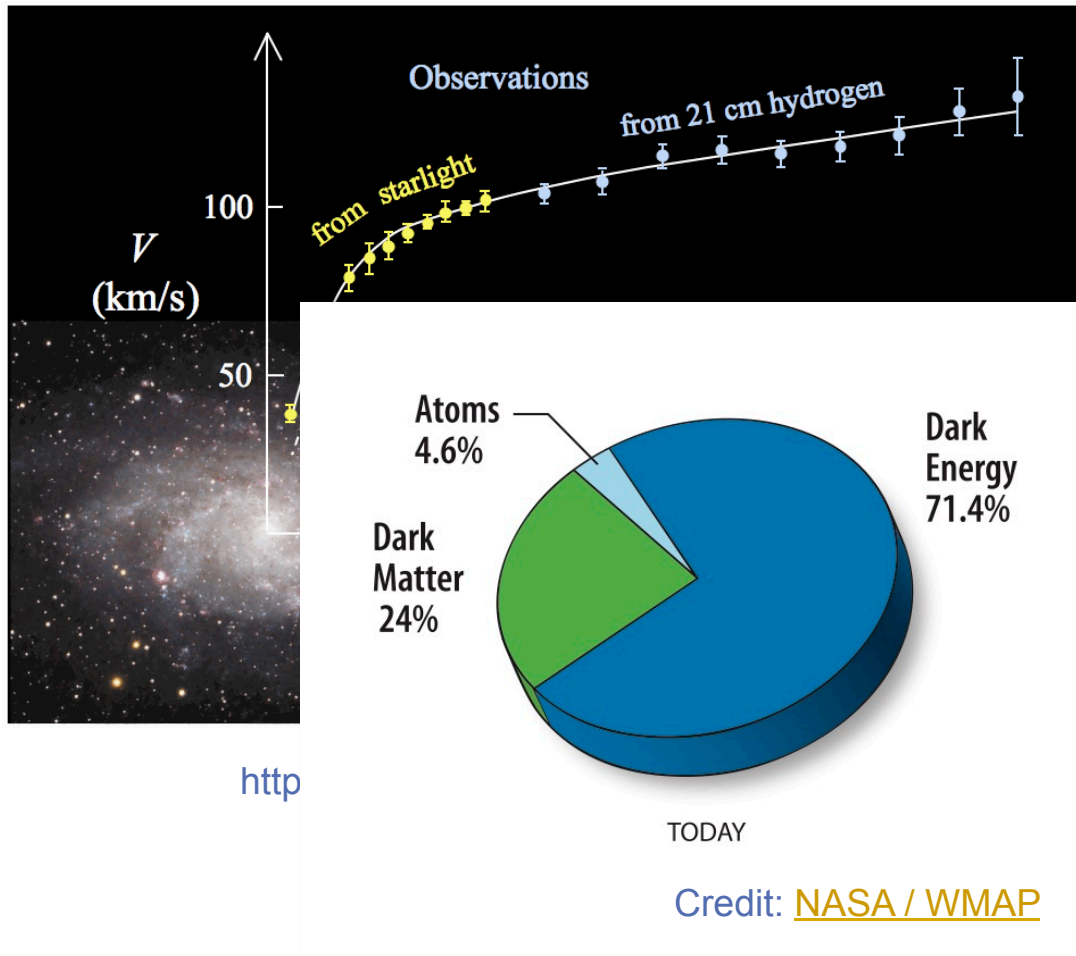 Observations
from 21 cm hydrogen
from starlight
100
V
(km/s)
50
Atoms
4.6%
Dark
Energy
71.4%
Dark
Matter
24%
http
TODAY
Credit: NASA / WMAP